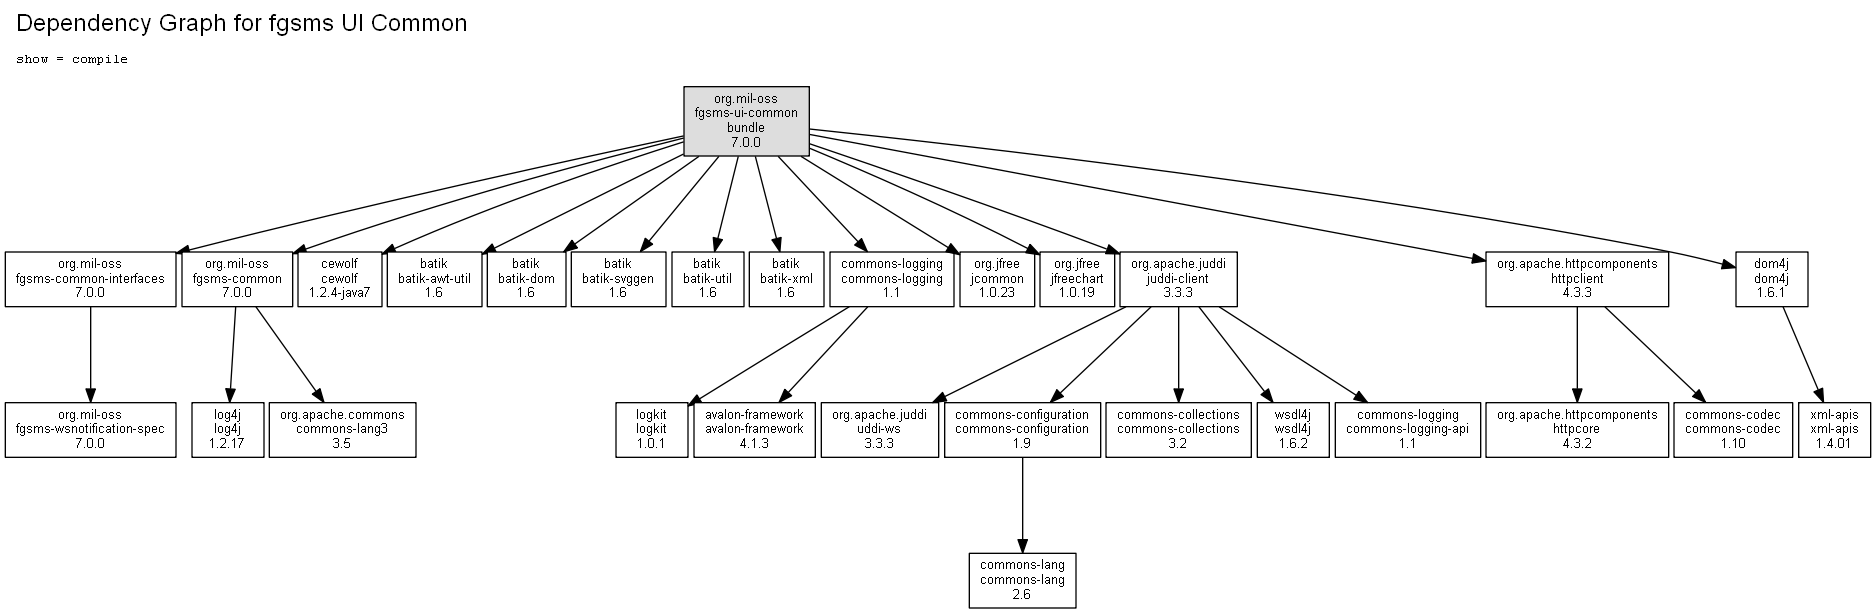 Dependency Graph for fgsms UI Common
show = compile
org.mil-oss
fgsms-ui-common
bundle
7.0.0
org.mil-oss
fgsms-common-interfaces
7.0.0
org.mil-oss
fgsms-common
7.0.0
cewolf
cewolf
1.2.4-java7
batik
batik-awt-util
1.6
batik
batik-dom
1.6
batik
batik-svggen
1.6
batik
batik-util
1.6
batik
batik-xml
1.6
commons-logging
commons-logging
1.1
org.jfree
jcommon
1.0.23
org.jfree
jfreechart
1.0.19
org.apache.juddi
juddi-client
3.3.3
org.apache.httpcomponents
httpclient
4.3.3
dom4j
dom4j
1.6.1
org.mil-oss
fgsms-wsnotification-spec
7.0.0
log4j
log4j
1.2.17
org.apache.commons
commons-lang3
3.5
logkit
logkit
1.0.1
avalon-framework
avalon-framework
4.1.3
org.apache.juddi
uddi-ws
3.3.3
commons-configuration
commons-configuration
1.9
commons-collections
commons-collections
3.2
wsdl4j
wsdl4j
1.6.2
commons-logging
commons-logging-api
1.1
org.apache.httpcomponents
httpcore
4.3.2
commons-codec
commons-codec
1.10
xml-apis
xml-apis
1.4.01
commons-lang
commons-lang
2.6